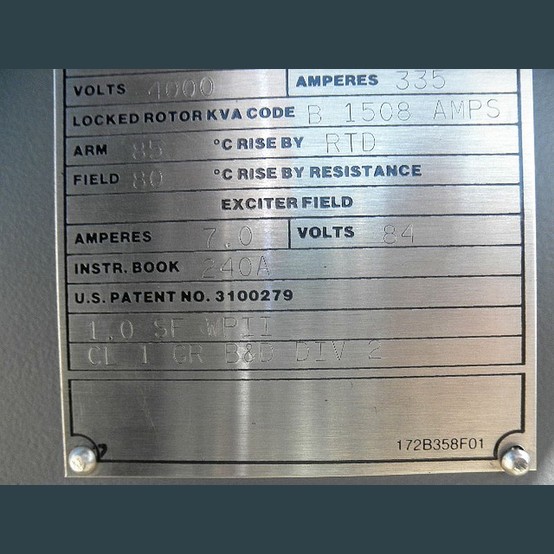 VOLTS 4000 AMPERES 335
LOCKED ROTOR KVA CODE B 1508 AMPS
ARM 85 °C RISE BY RTD
FIELD 80 °C RISE BY RESISTANCE
EXCITER FIELD
AMPERES 7.0 VOLTS 84
INSTR. BOOK 240A
U.S. PATENT NO. 3100279
1.0 SF WPII
CL I GR B&D DIV 2
172B358F01